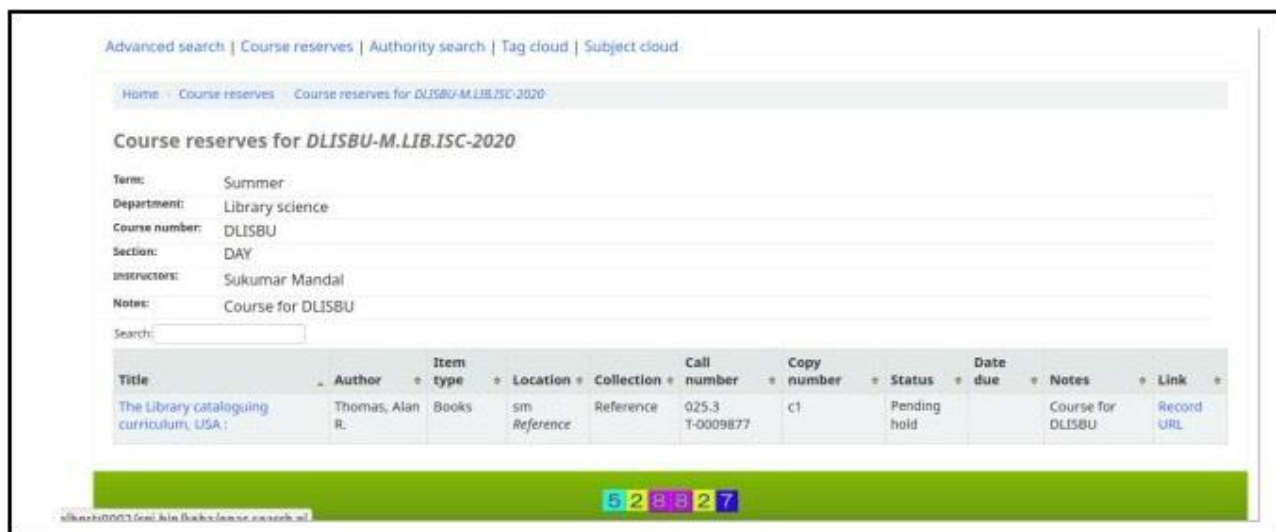 Advanced search | Course reserves | Authority search | Tag cloud | Subject cloud
Home Course reserves Course reserves for DLISBU-M.LIB.ISC-2020
Course reserves for DLISBU-M.LIB.ISC-2020
Term: Summer
Department: Library science
Course number: DLISBU
Section: DAY
Instructors: Sukumar Mandal
Notes: Course for DLISBU
Search:
Title Author Item type Location Collection Call number Copy number Status Date due Notes Link
The Library cataloguing curriculum, USA : Thomas, Alan R. Books sm Reference Reference 025.3 T-0009877 c1 Pending hold Course for DLISBU Record URL
528827